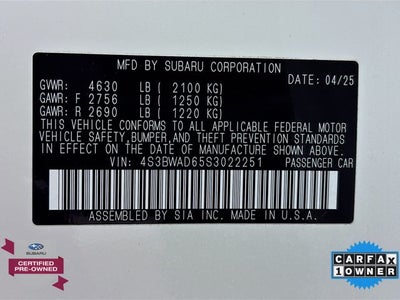 MFD BY SUBARU CORPORATION
DATE: 04/25
GVWR: 4630 LB ( 2100 KG)
GAWR: F 2756 LB ( 1250 KG)
GAWR: R 2690 LB ( 1220 KG)
THIS VEHICLE CONFORMS TO ALL APPLICABLE FEDERAL MOTOR
VEHICLE SAFETY, BUMPER, AND THEFT PREVENTION STANDARDS
IN EFFECT ON THE DATE OF MANUFACTURE SHOWN ABOVE.
VIN: 4S3BWAD65S3022251 PASSENGER CAR
ASSEMBLED BY SIA INC. MADE IN U.S.A.
SUBARU
CERTIFIED
PRE-OWNED
CARFAX
1 OWNER